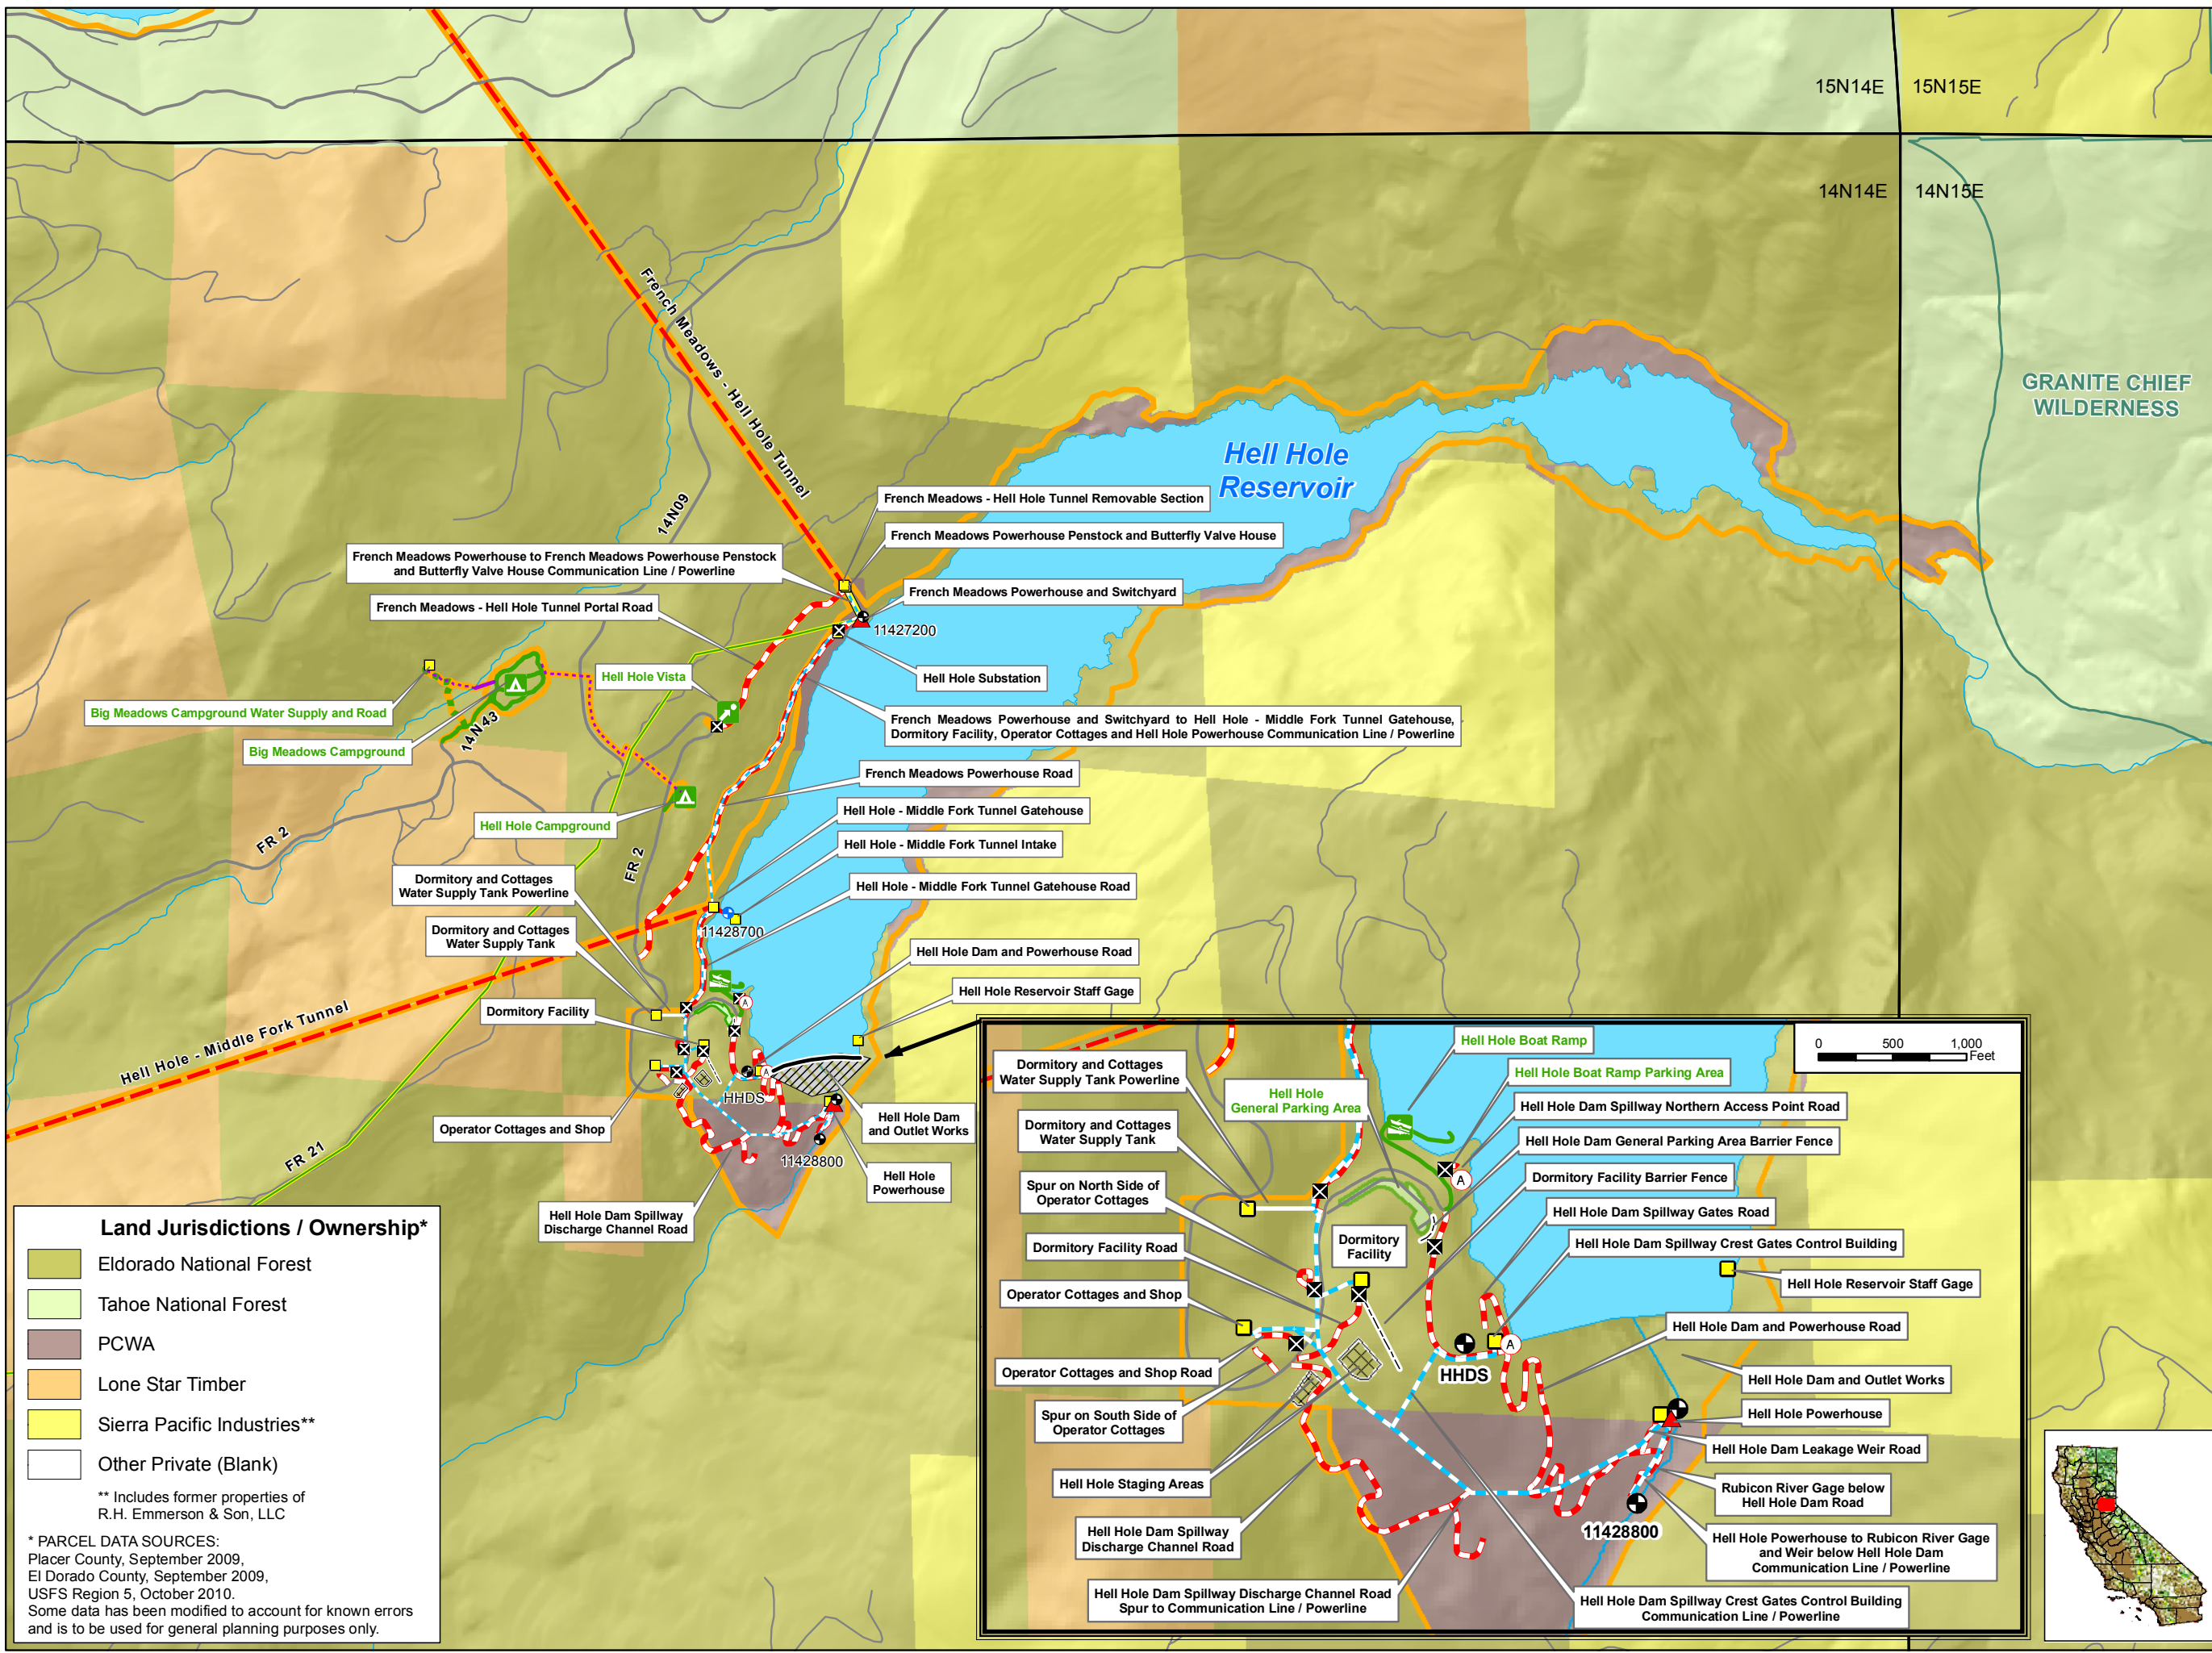 15N14E
15N15E
14N14E
14N15E
GRANITE CHIEF
WILDERNESS
French Meadows - Hell Hole Tunnel
Hell Hole
Reservoir
14N09
French Meadows - Hell Hole Tunnel Removable Section
French Meadows Powerhouse Penstock and Butterfly Valve House
French Meadows Powerhouse to French Meadows Powerhouse Penstock
and Butterfly Valve House Communication Line / Powerline
French Meadows Powerhouse and Switchyard
French Meadows - Hell Hole Tunnel Portal Road
11427200
Hell Hole Vista
Hell Hole Substation
Big Meadows Campground Water Supply and Road
14N43
Big Meadows Campground
French Meadows Powerhouse and Switchyard to Hell Hole - Middle Fork Tunnel Gatehouse,
Dormitory Facility, Operator Cottages and Hell Hole Powerhouse Communication Line / Powerline
French Meadows Powerhouse Road
Hell Hole - Middle Fork Tunnel Gatehouse
Hell Hole Campground
FR 2
FR 2
Hell Hole - Middle Fork Tunnel Intake
Dormitory and Cottages
Water Supply Tank Powerline
Hell Hole - Middle Fork Tunnel Gatehouse Road
Dormitory and Cottages
Water Supply Tank
11428700
Hell Hole Dam and Powerhouse Road
Hell Hole Reservoir Staff Gage
A
Dormitory Facility
Hell Hole - Middle Fork Tunnel
A
HHDS
Operator Cottages and Shop
Hell Hole Dam
and Outlet Works
FR 21
11428800
Hell Hole
Powerhouse
Hell Hole Dam Spillway
Discharge Channel Road
Land Jurisdictions / Ownership*
Eldorado National Forest
Tahoe National Forest
PCWA
Lone Star Timber
Sierra Pacific Industries**
Other Private (Blank)
** Includes former properties of
R.H. Emmerson & Son, LLC
* PARCEL DATA SOURCES:
Placer County, September 2009,
El Dorado County, September 2009,
USFS Region 5, October 2010.
Some data has been modified to account for known errors
and is to be used for general planning purposes only.
0 500 1,000
Feet
Hell Hole Boat Ramp
Dormitory and Cottages
Water Supply Tank Powerline
Hell Hole Boat Ramp Parking Area
Hell Hole
General Parking Area
Hell Hole Dam Spillway Northern Access Point Road
Dormitory and Cottages
Water Supply Tank
Hell Hole Dam General Parking Area Barrier Fence
A
Dormitory Facility Barrier Fence
Spur on North Side of
Operator Cottages
Hell Hole Dam Spillway Gates Road
Dormitory
Facility
Dormitory Facility Road
Hell Hole Dam Spillway Crest Gates Control Building
Hell Hole Reservoir Staff Gage
Operator Cottages and Shop
Hell Hole Dam and Powerhouse Road
A
Operator Cottages and Shop Road
HHDS
Hell Hole Dam and Outlet Works
Hell Hole Powerhouse
Spur on South Side of
Operator Cottages
Hell Hole Dam Leakage Weir Road
Hell Hole Staging Areas
Rubicon River Gage below
Hell Hole Dam Road
11428800
Hell Hole Dam Spillway
Discharge Channel Road
Hell Hole Powerhouse to Rubicon River Gage
and Weir below Hell Hole Dam
Communication Line / Powerline
Hell Hole Dam Spillway Discharge Channel Road
Spur to Communication Line / Powerline
Hell Hole Dam Spillway Crest Gates Control Building
Communication Line / Powerline